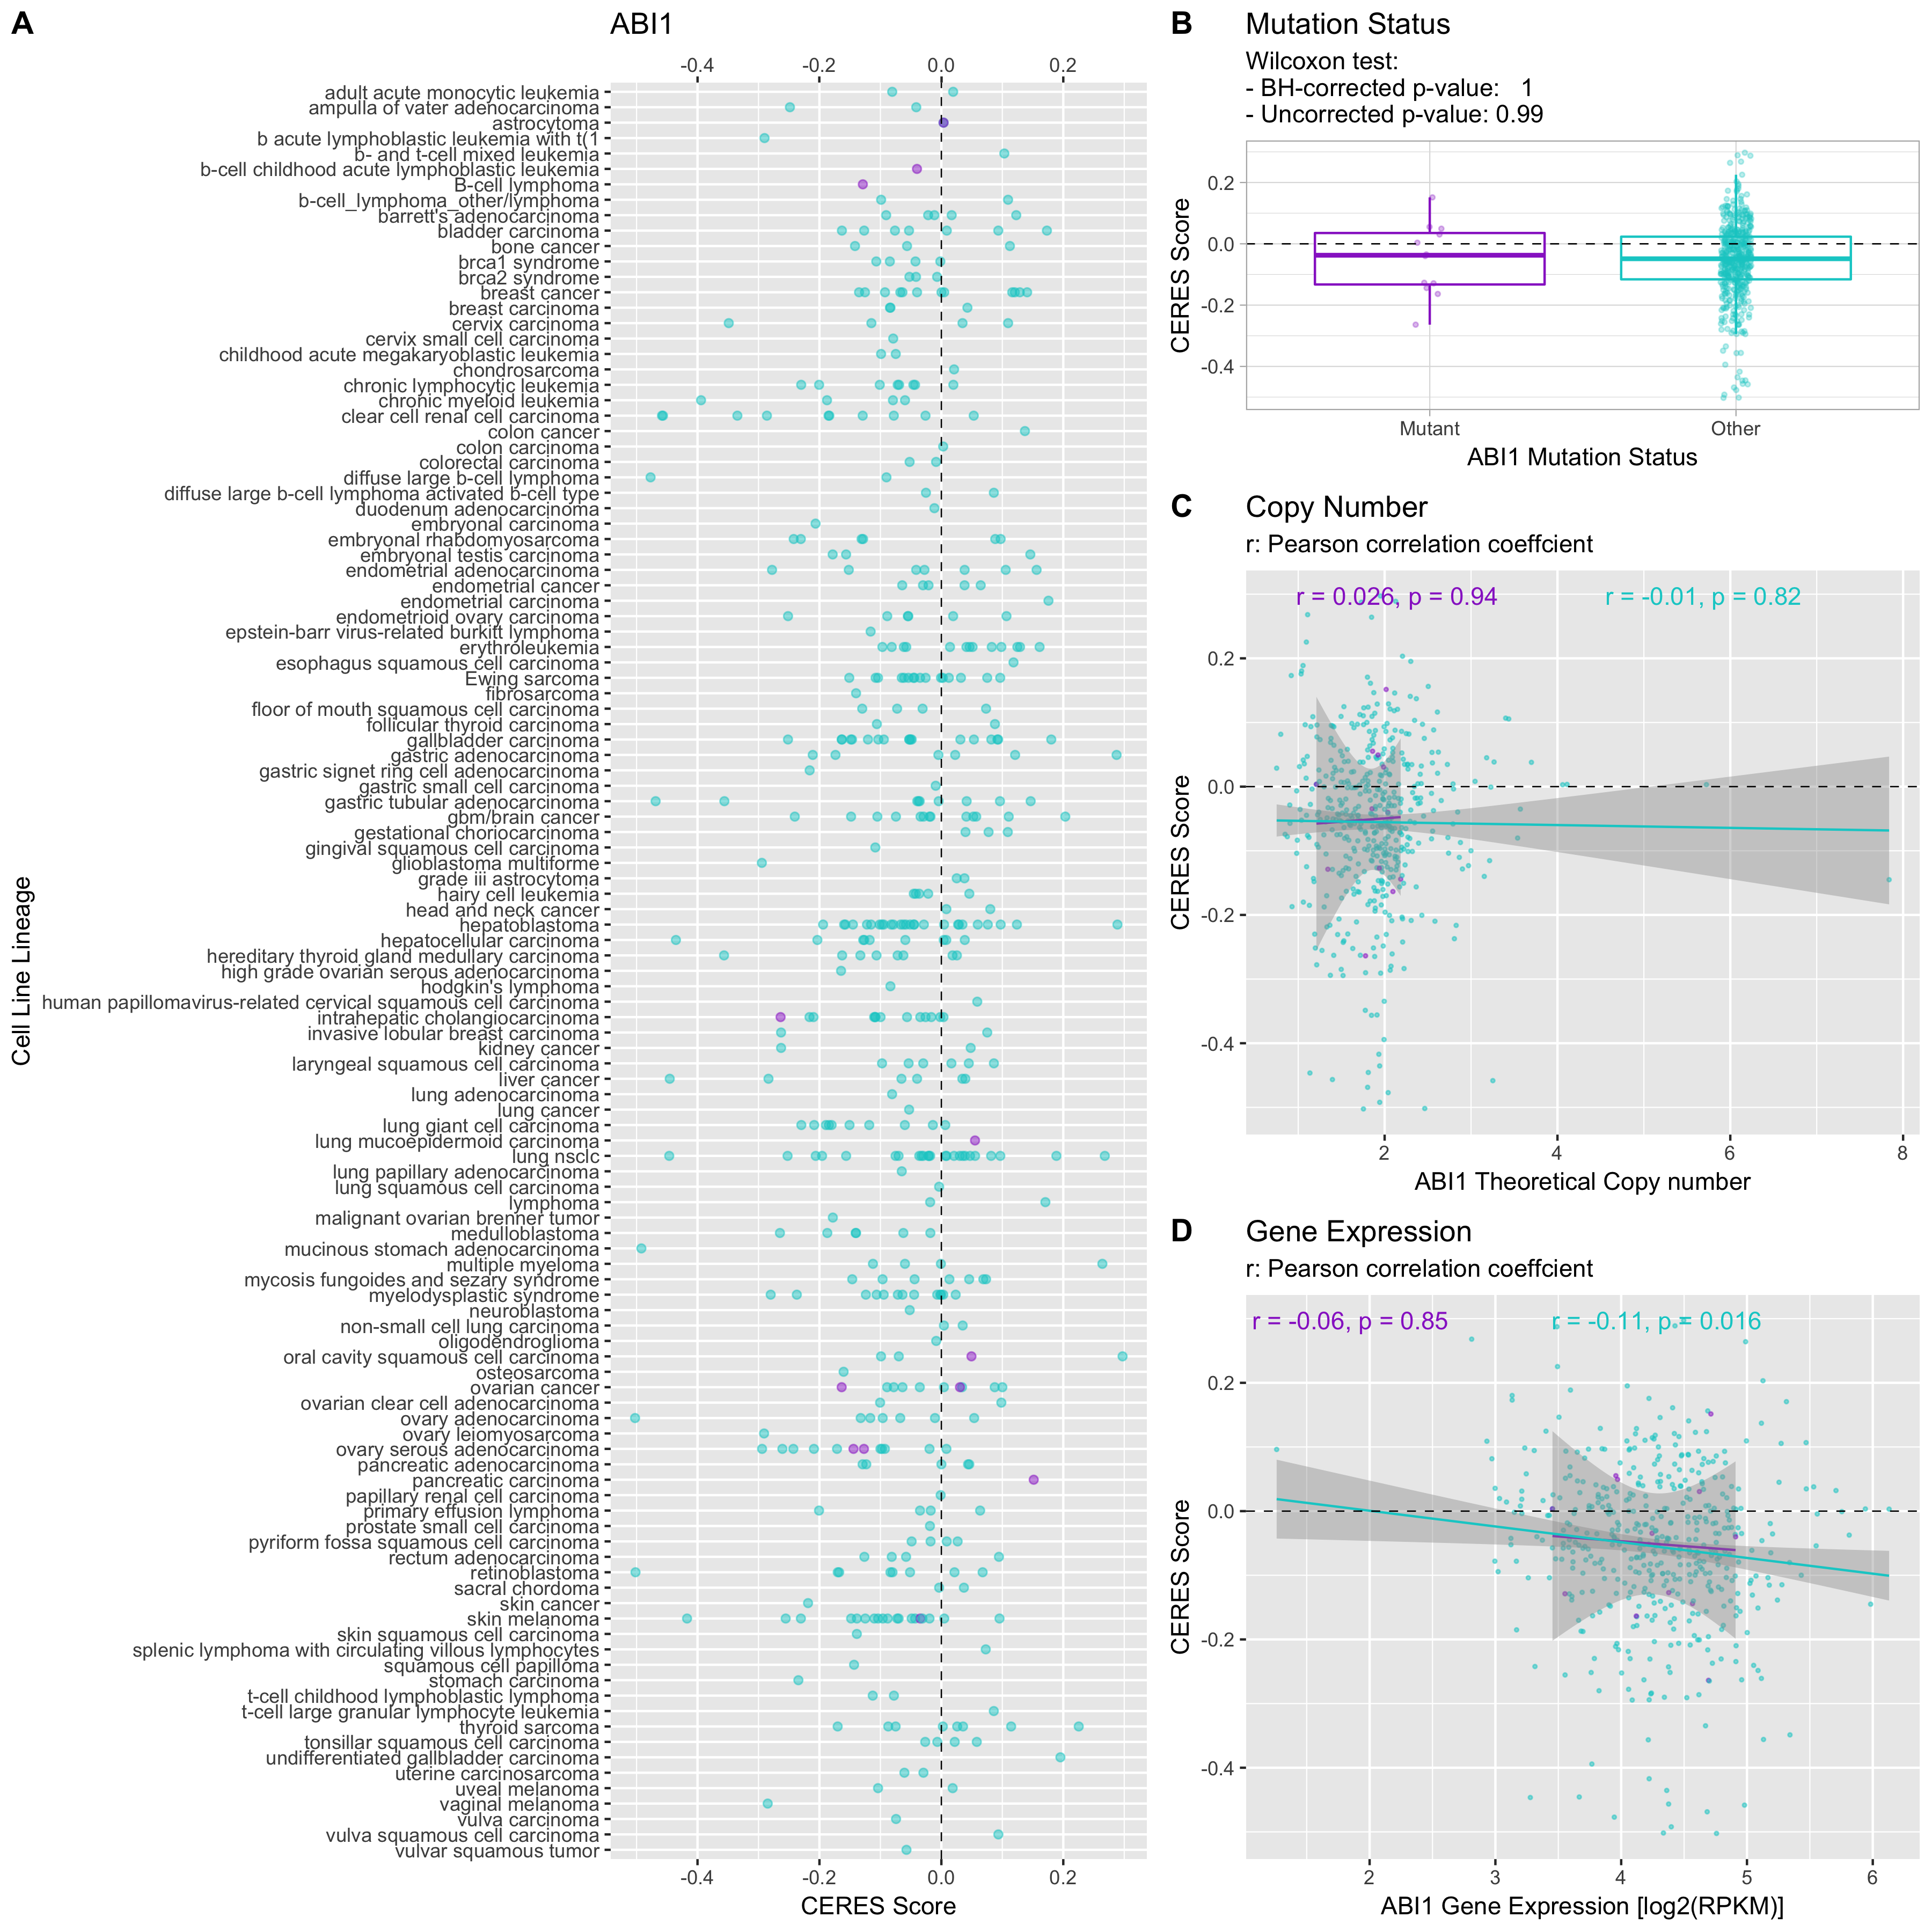 A
ABI1
-0.4
-0.2
0.0
0.2
adult acute monocytic leukemia
ampulla of vater adenocarcinoma
astrocytoma
b acute lymphoblastic leukemia with t(1
b- and t-cell mixed leukemia
b-cell childhood acute lymphoblastic leukemia
B-cell lymphoma
b-cell_lymphoma_other/lymphoma
barrett's adenocarcinoma
bladder carcinoma
bone cancer
brca1 syndrome
brca2 syndrome
breast cancer
breast carcinoma
cervix carcinoma
cervix small cell carcinoma
childhood acute megakaryoblastic leukemia
chondrosarcoma
chronic lymphocytic leukemia
chronic myeloid leukemia
clear cell renal cell carcinoma
colon cancer
colon carcinoma
colorectal carcinoma
diffuse large b-cell lymphoma
diffuse large b-cell lymphoma activated b-cell type
duodenum adenocarcinoma
embryonal carcinoma
embryonal rhabdomyosarcoma
embryonal testis carcinoma
endometrial adenocarcinoma
endometrial cancer
endometrial carcinoma
endometrioid ovary carcinoma
epstein-barr virus-related burkitt lymphoma
erythroleukemia
esophagus squamous cell carcinoma
Ewing sarcoma
fibrosarcoma
floor of mouth squamous cell carcinoma
follicular thyroid carcinoma
gallbladder carcinoma
gastric adenocarcinoma
gastric signet ring cell adenocarcinoma
gastric small cell carcinoma
gastric tubular adenocarcinoma
gbm/brain cancer
gestational choriocarcinoma
gingival squamous cell carcinoma
glioblastoma multiforme
grade iii astrocytoma
hairy cell leukemia
head and neck cancer
hepatoblastoma
hepatocellular carcinoma
hereditary thyroid gland medullary carcinoma
high grade ovarian serous adenocarcinoma
hodgkin's lymphoma
human papillomavirus-related cervical squamous cell carcinoma
intrahepatic cholangiocarcinoma
invasive lobular breast carcinoma
kidney cancer
laryngeal squamous cell carcinoma
liver cancer
lung adenocarcinoma
lung cancer
lung giant cell carcinoma
lung mucoepidermoid carcinoma
lung nsclc
lung papillary adenocarcinoma
lung squamous cell carcinoma
lymphoma
malignant ovarian brenner tumor
medulloblastoma
mucinous stomach adenocarcinoma
multiple myeloma
mycosis fungoides and sezary syndrome
myelodysplastic syndrome
neuroblastoma
non-small cell lung carcinoma
oligodendroglioma
oral cavity squamous cell carcinoma
osteosarcoma
ovarian cancer
ovarian clear cell adenocarcinoma
ovary adenocarcinoma
ovary leiomyosarcoma
ovary serous adenocarcinoma
pancreatic adenocarcinoma
pancreatic carcinoma
papillary renal cell carcinoma
primary effusion lymphoma
prostate small cell carcinoma
pyriform fossa squamous cell carcinoma
rectum adenocarcinoma
retinoblastoma
sacral chordoma
skin cancer
skin melanoma
skin squamous cell carcinoma
splenic lymphoma with circulating villous lymphocytes
squamous cell papilloma
stomach carcinoma
t-cell childhood lymphoblastic lymphoma
t-cell large granular lymphocyte leukemia
thyroid sarcoma
tonsillar squamous cell carcinoma
undifferentiated gallbladder carcinoma
uterine carcinosarcoma
uveal melanoma
vaginal melanoma
vulva carcinoma
vulva squamous cell carcinoma
vulvar squamous tumor
-0.4
-0.2
0.0
0.2
CERES Score
Cell Line Lineage
B
Mutation Status
Wilcoxon test:
- BH-corrected p-value: 1
- Uncorrected p-value: 0.99
0.2
0.0
-0.2
-0.4
CERES Score
Mutant
Other
ABI1 Mutation Status
C
Copy Number
r: Pearson correlation coeffcient
r = 0.026, p = 0.94
r = -0.01, p = 0.82
0.2
0.0
-0.2
-0.4
CERES Score
2
4
6
8
ABI1 Theoretical Copy number
D
Gene Expression
r: Pearson correlation coeffcient
r = -0.06, p = 0.85
r = -0.11, p = 0.016
0.2
0.0
-0.2
-0.4
CERES Score
2
3
4
5
6
ABI1 Gene Expression [log2(RPKM)]